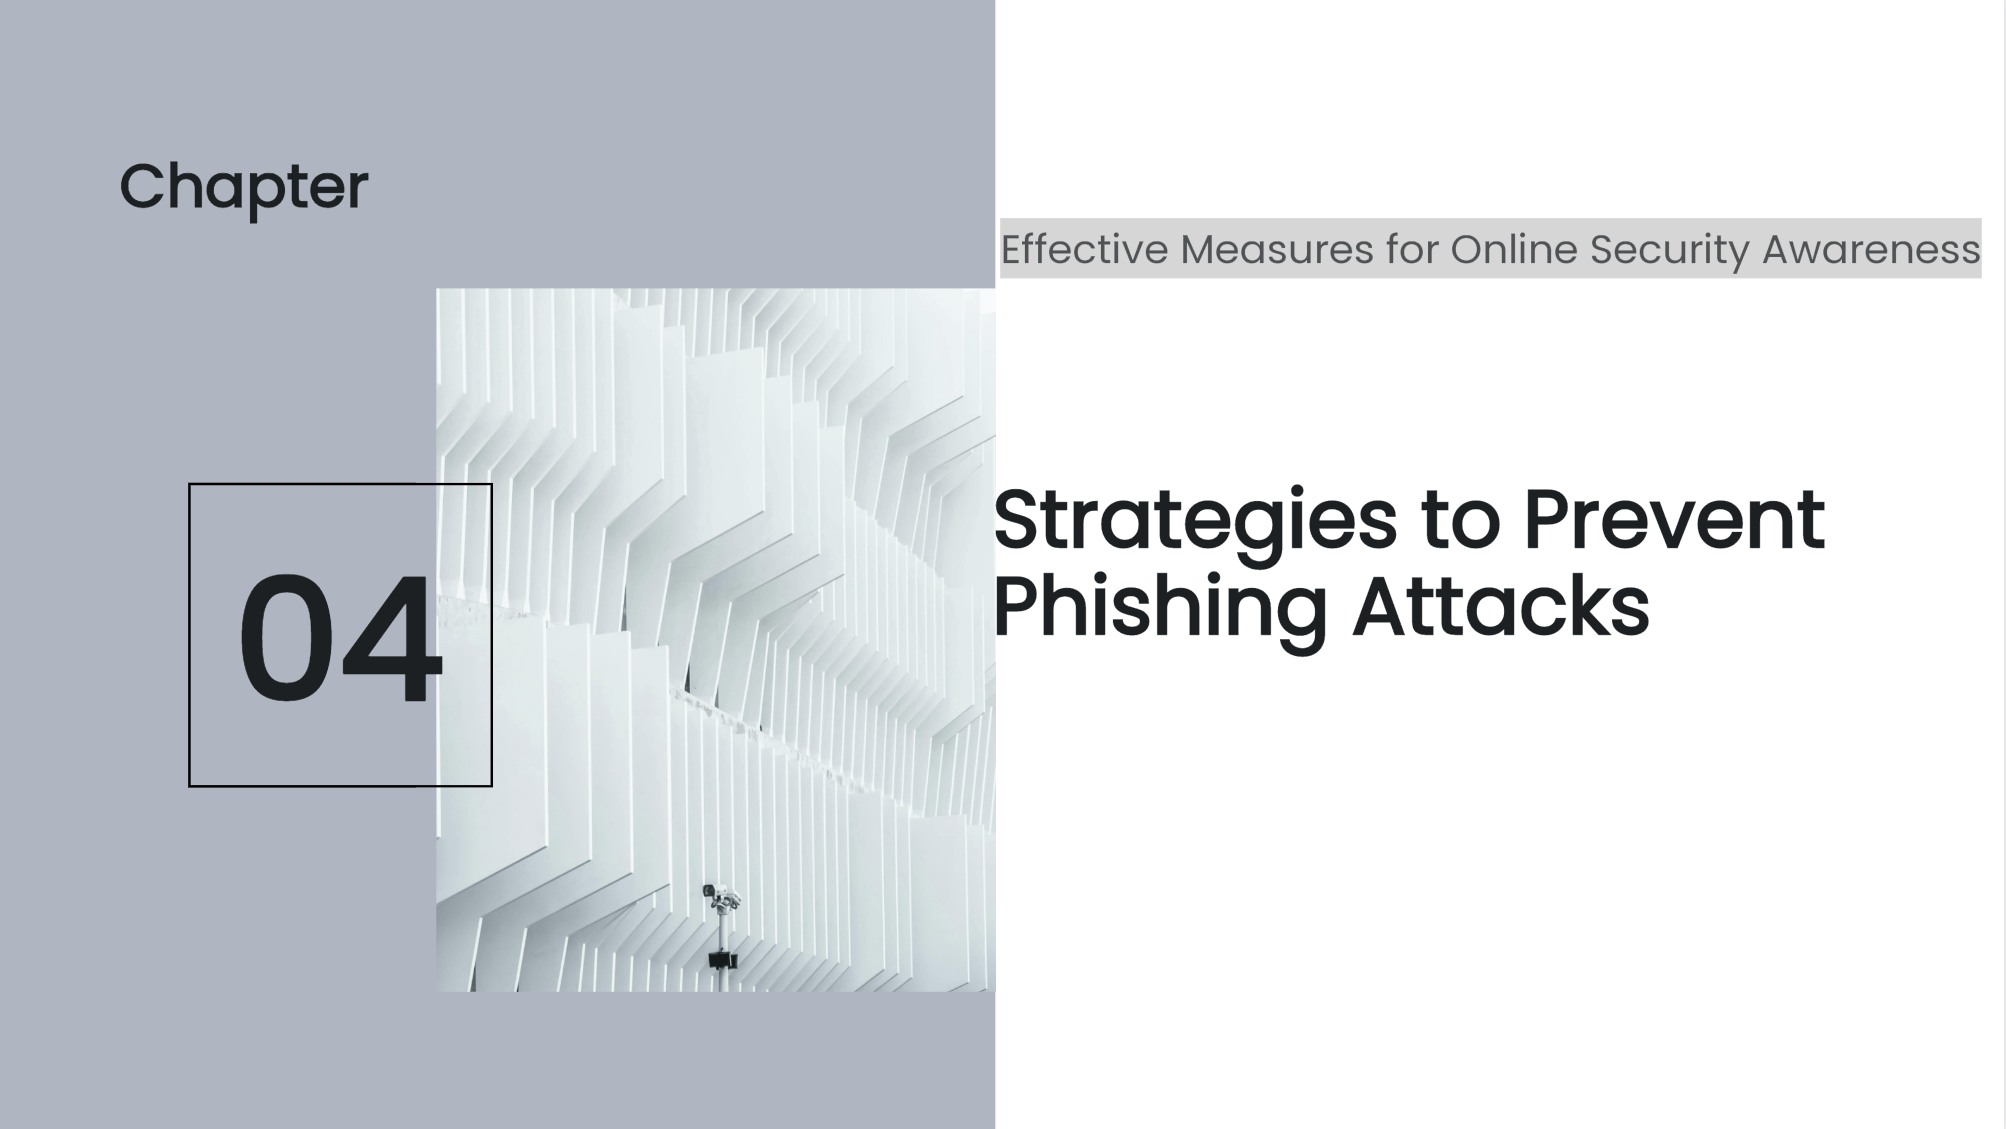 Chapter
04
Effective Measures for Online Security Awareness
Strategies to Prevent
Phishing Attacks